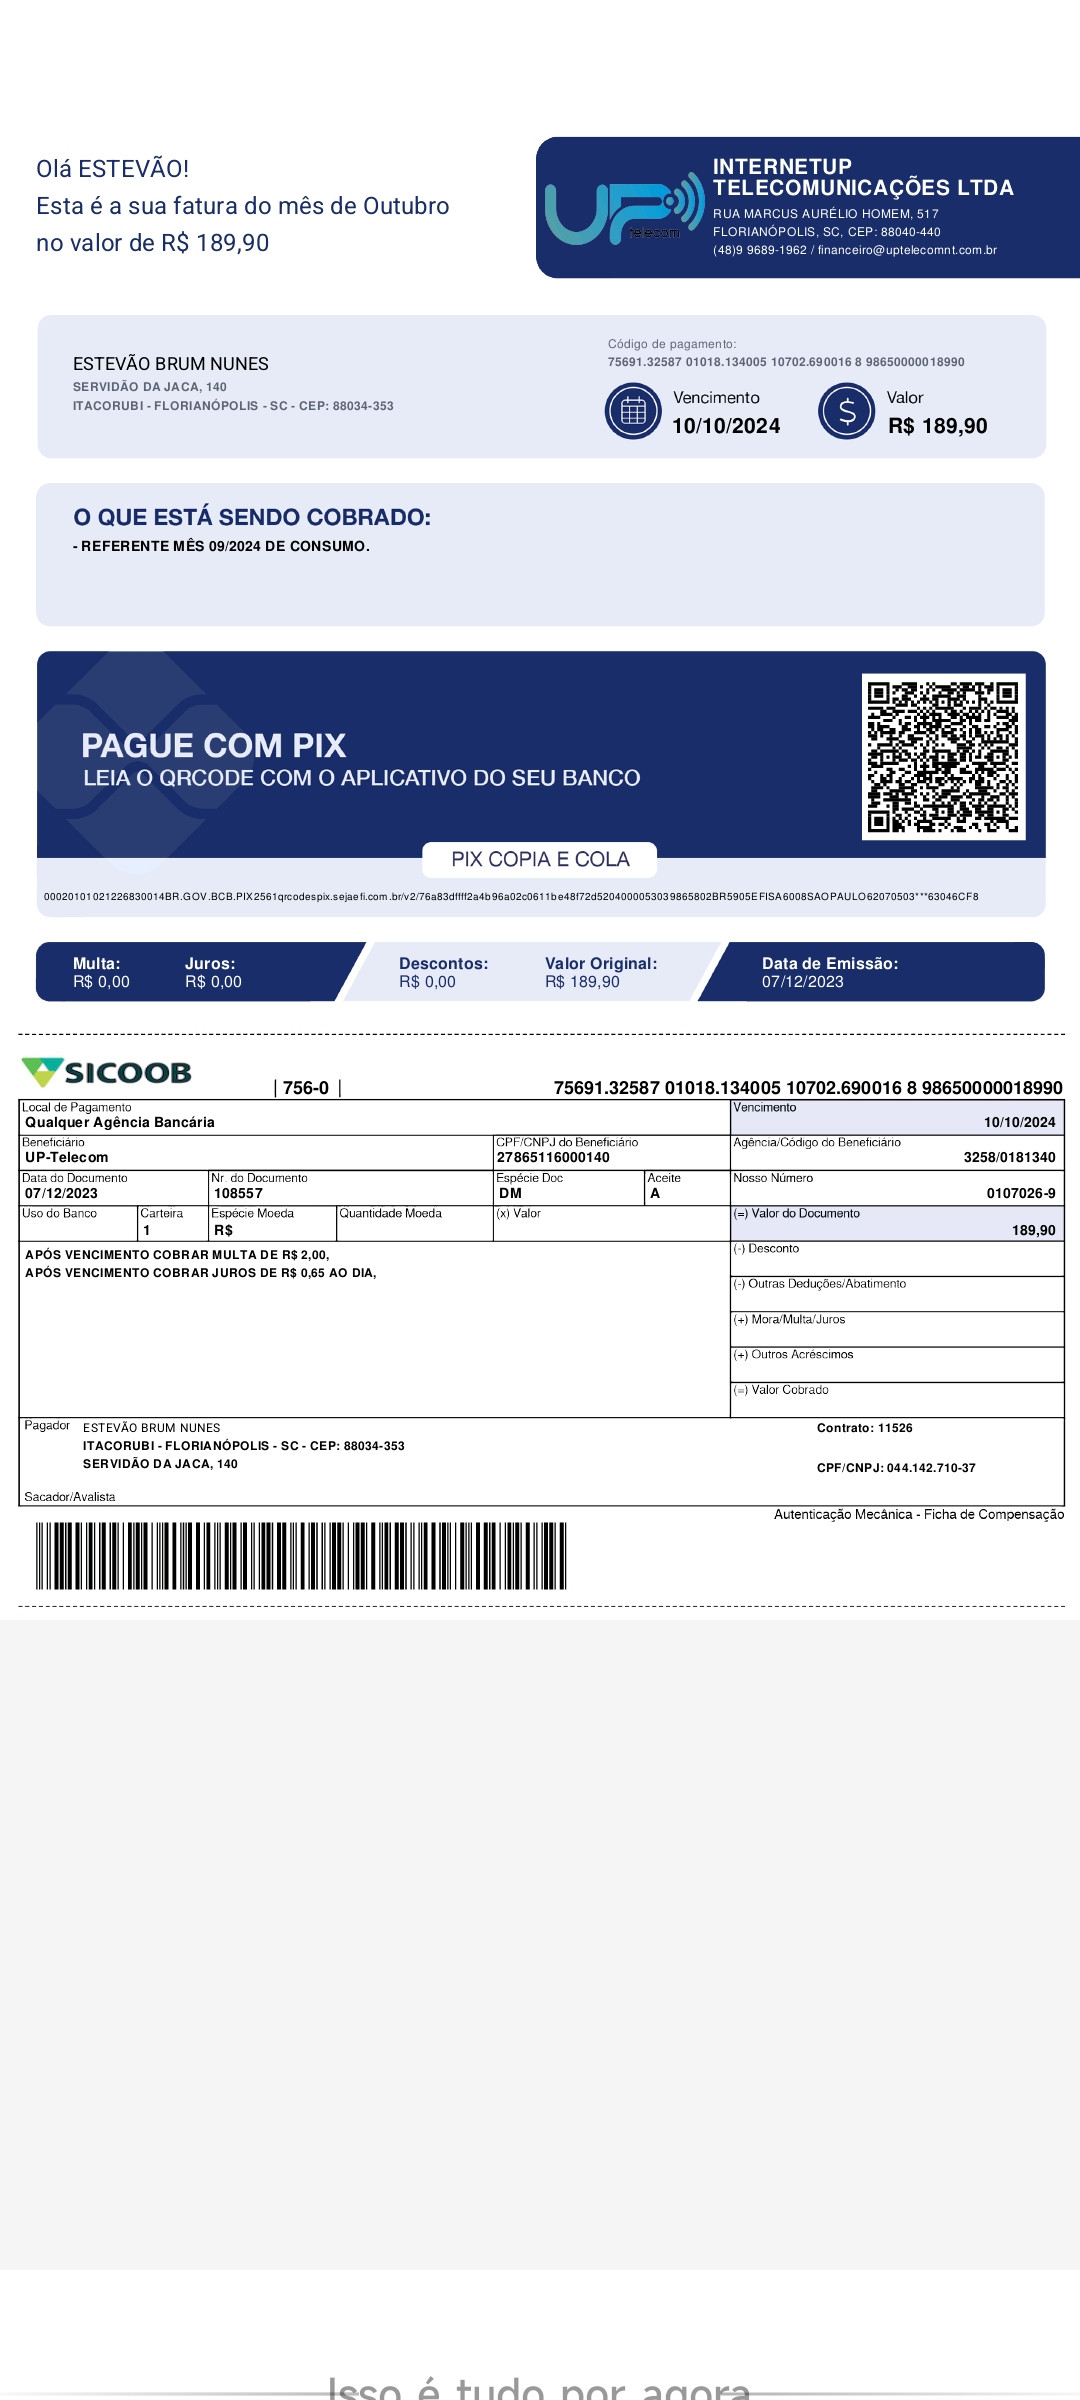 Olá ESTEVÃO!
Esta é a sua fatura do mês de Outubro
no valor de R$ 189,90
UP telecom
INTERNETUP
TELECOMUNICAÇÕES LTDA
RUA MARCUS AURÉLIO HOMEM, 517
FLORIANÓPOLIS, SC, CEP: 88040-440
(48)9 9689-1962 / financeiro@uptelecomnt.com.br
ESTEVÃO BRUM NUNES
SERVIDÃO DA JACA, 140
ITACORUBI - FLORIANÓPOLIS - SC - CEP: 88034-353
Código de pagamento:
75691.32587 01018.134005 10702.690016 8 98650000018990
Vencimento
10/10/2024
Valor
R$ 189,90
O QUE ESTÁ SENDO COBRADO:
- REFERENTE MÊS 09/2024 DE CONSUMO.
PAGUE COM PIX
LEIA O QRCODE COM O APLICATIVO DO SEU BANCO
PIX COPIA E COLA
00020101021226830014BR.GOV.BCB.PIX2561qrcodespix.sejaefi.com.br/v2/76a83dffff2a4b96a02c0611be48f72d5204000053039865802BR5905EFISA6008SAOPAULO62070503***63046CF8
Multa: Juros: Descontos: Valor Original: Data de Emissão:
R$ 0,00 R$ 0,00 R$ 0,00 R$ 189,90 07/12/2023
SICOOB | 756-0 | 75691.32587 01018.134005 10702.690016 8 98650000018990
Local de Pagamento Vencimento
Qualquer Agência Bancária 10/10/2024
Beneficiário CPF/CNPJ do Beneficiário Agência/Código do Beneficiário
UP-Telecom 27865116000140 3258/0181340
Data do Documento Nr. do Documento Espécie Doc Aceite Nosso Número
07/12/2023 108557 DM A 0107026-9
Uso do Banco Carteira Espécie Moeda Quantidade Moeda (x) Valor (=) Valor do Documento
1 R$ 189,90
APÓS VENCIMENTO COBRAR MULTA DE R$ 2,00,
APÓS VENCIMENTO COBRAR JUROS DE R$ 0,65 AO DIA,
(-) Desconto
(-) Outras Deduções/Abatimento
(+) Mora/Multa/Juros
(+) Outros Acréscimos
(=) Valor Cobrado
Pagador ESTEVÃO BRUM NUNES Contrato: 11526
ITACORUBI - FLORIANÓPOLIS - SC - CEP: 88034-353
SERVIDÃO DA JACA, 140 CPF/CNPJ: 044.142.710-37
Sacador/Avalista
Autenticação Mecânica - Ficha de Compensação
Isso é tudo por agora